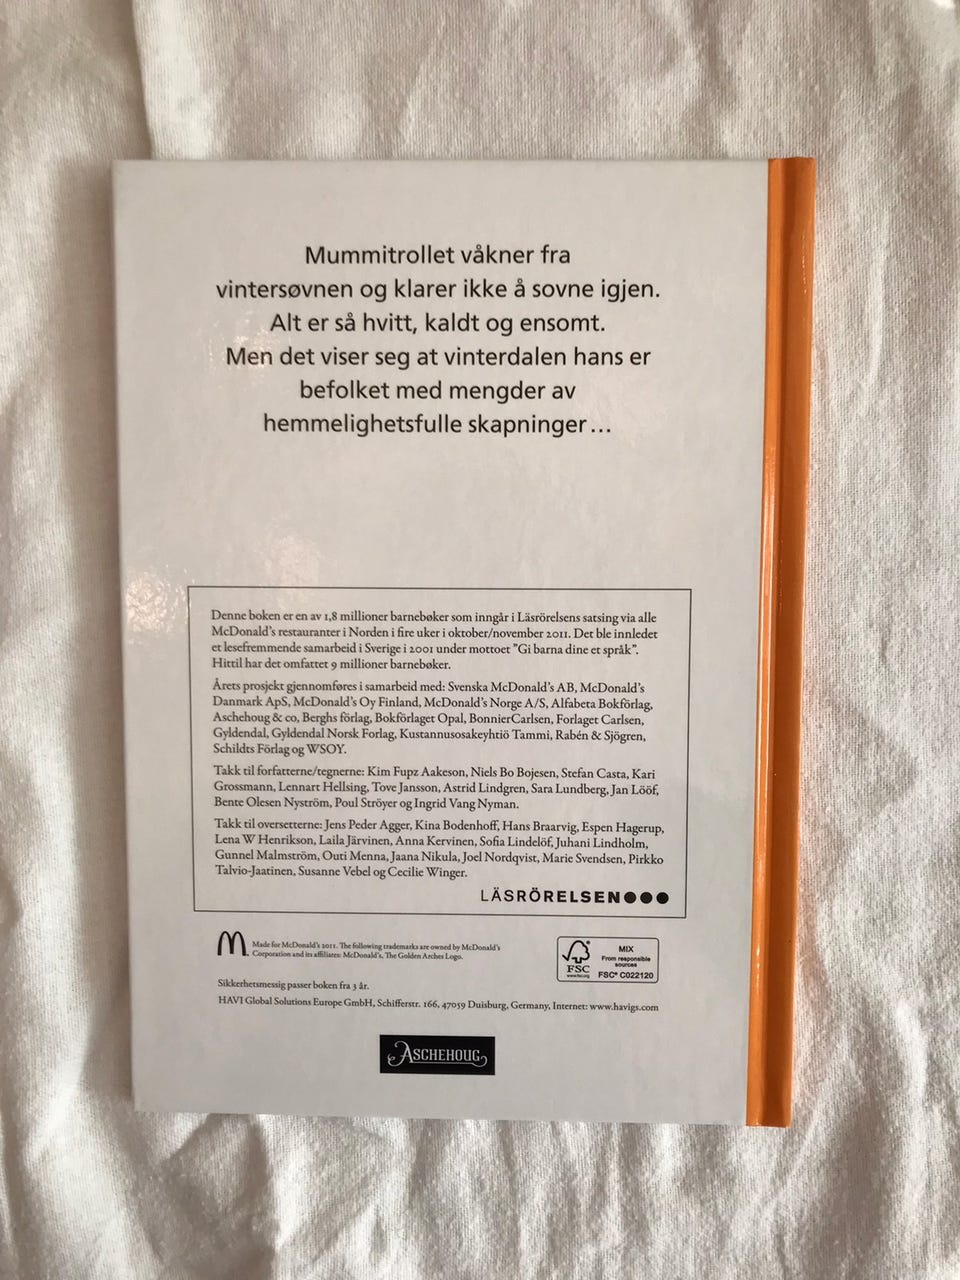 Mummitrollet våkner fra
vintersøvnen og klarer ikke å sovne igjen.
Alt er så hvitt, kaldt og ensomt.
Men det viser seg at vinterdalen hans er
befolket med mengder av
hemmelighetsfulle skapninger...
Denne boken er en av 1,8 millioner barnebøker som inngår i Läsrörelsens satsing via alle
McDonald's restauranter i Norden i fire uker i oktober/november 2011. Det ble innledet
et lesefremmende samarbeid i Sverige i 2001 under mottoet "Gi barna dine et språk".
Hittil har det omfattet 9 millioner barnebøker.
Årets prosjekt gjennomføres i samarbeid med: Svenska McDonald's AB, McDonald's
Danmark ApS, McDonald's Oy Finland, McDonald's Norge A/S, Alfabeta Bokförlag,
Aschehoug & co, Berghs förlag, Bokförlaget Opal, BonnierCarlsen, Forlaget Carlsen,
Gyldendal, Gyldendal Norsk Forlag, Kustannusosakeyhtiö Tammi, Rabén & Sjögren,
Schildts Förlag og WSOY.
Takk til forfatterne/tegnerne: Kim Fupz Aakeson, Niels Bo Bojesen, Stefan Casta, Kari
Grossmann, Lennart Hellsing, Tove Jansson, Astrid Lindgren, Sara Lundberg, Jan Lööf,
Bente Olesen Nyström, Poul Ströyer og Ingrid Vang Nyman.
Takk til oversetterne: Jens Peder Agger, Kina Bodenhoff, Hans Braarvig, Espen Hagerup,
Lena W Henrikson, Laila Järvinen, Anna Kervinen, Sofia Lindelöf, Juhani Lindholm,
Gunnel Malmström, Outi Menna, Jaana Nikula, Joel Nordqvist, Marie Svendsen, Pirkko
Talvio-Jaatinen, Susanne Vebel og Cecilie Winger.
LÄSRÖRELSEN●●●
Made for McDonald's 2011. The following trademarks are owned by McDonald's
Corporation and its affiliates: McDonald's, The Golden Arches Logo.
FSC
www.fsc.org
MIX
From responsible
sources
FSC® C022120
Sikkerhetsmessig passer boken fra 3 år.
HAVI Global Solutions Europe GmbH, Schifferstr. 166, 47059 Duisburg, Germany, Internet: www.havigs.com
ASCHEHOUG